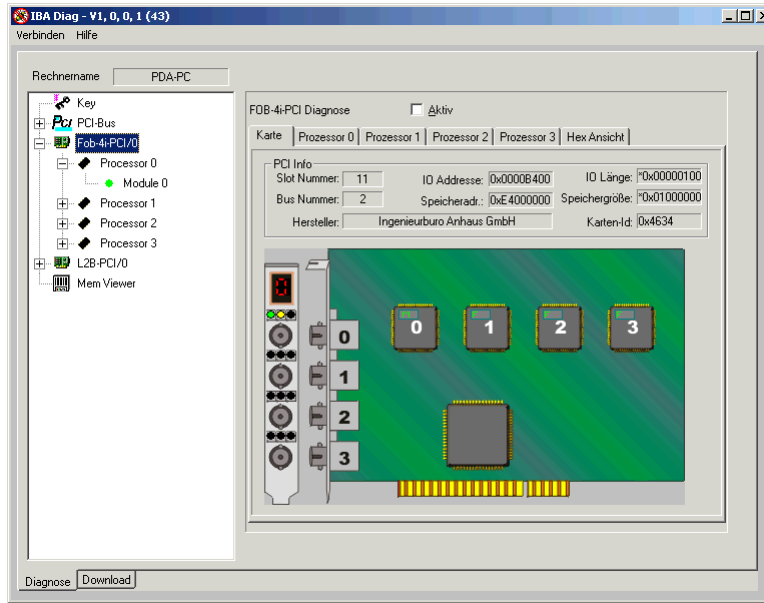 IBA Diag - V1, 0, 0, 1 (43)
Verbinden Hilfe
Rechnername PDA-PC
Key
PCI PCI-Bus
Fob-4i-PCI/0
Processor 0
Module 0
Processor 1
Processor 2
Processor 3
L2B-PCI/0
Mem Viewer
FOB-4i-PCI Diagnose Aktiv
Karte Prozessor 0 Prozessor 1 Prozessor 2 Prozessor 3 Hex Ansicht
PCI Info
Slot Nummer: 11 IO Addresse: 0x0000B400 IO Länge: *0x00000100
Bus Nummer: 2 Speicheradr.: 0xE4000000 Speichergröße: *0x01000000
Hersteller: Ingenieurburo Anhaus GmbH Karten-Id: 0x4634
0
0 1 2 3
0
1
2
3
Diagnose Download